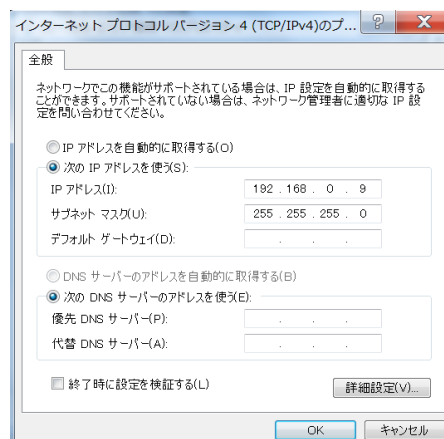 インターネット プロトコル バージョン 4 (TCP/IPv4)のプ...
全般
ネットワークでこの機能がサポートされている場合は、IP 設定を自動的に取得する
ことができます。サポートされていない場合は、ネットワーク管理者に適切な IP 設
定を問い合わせてください。
IP アドレスを自動的に取得する(O)
次の IP アドレスを使う(S):
IP アドレス(I): 192 . 168 . 0 . 9
サブネット マスク(U): 255 . 255 . 255 . 0
デフォルト ゲートウェイ(D): . . .
DNS サーバーのアドレスを自動的に取得する(B)
次の DNS サーバーのアドレスを使う(E):
優先 DNS サーバー(P): . . .
代替 DNS サーバー(A): . . .
終了時に設定を検証する(L)
詳細設定(V)...
OK キャンセル